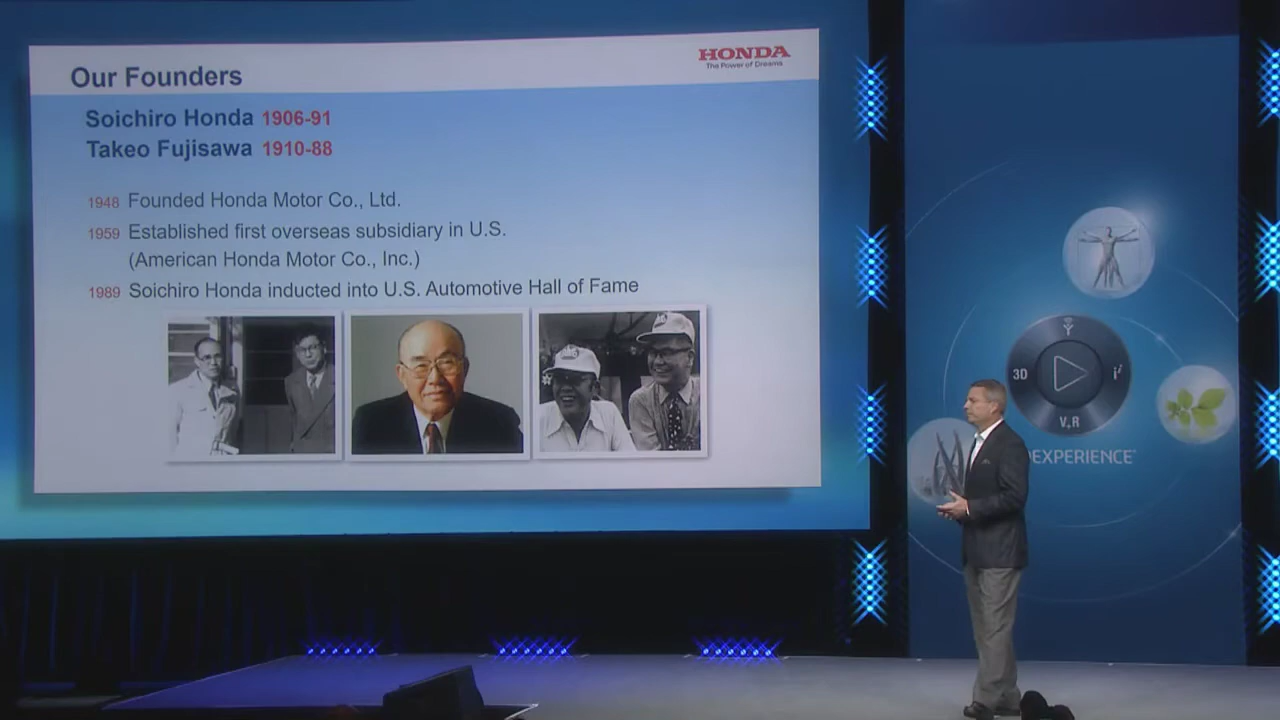 HONDA
The Power of Dreams
Our Founders
Soichiro Honda 1906-91
Takeo Fujisawa 1910-88
1948 Founded Honda Motor Co., Ltd.
1959 Established first overseas subsidiary in U.S.
(American Honda Motor Co., Inc.)
1989 Soichiro Honda inducted into U.S. Automotive Hall of Fame
3D
V.R
DEXPERIENCE